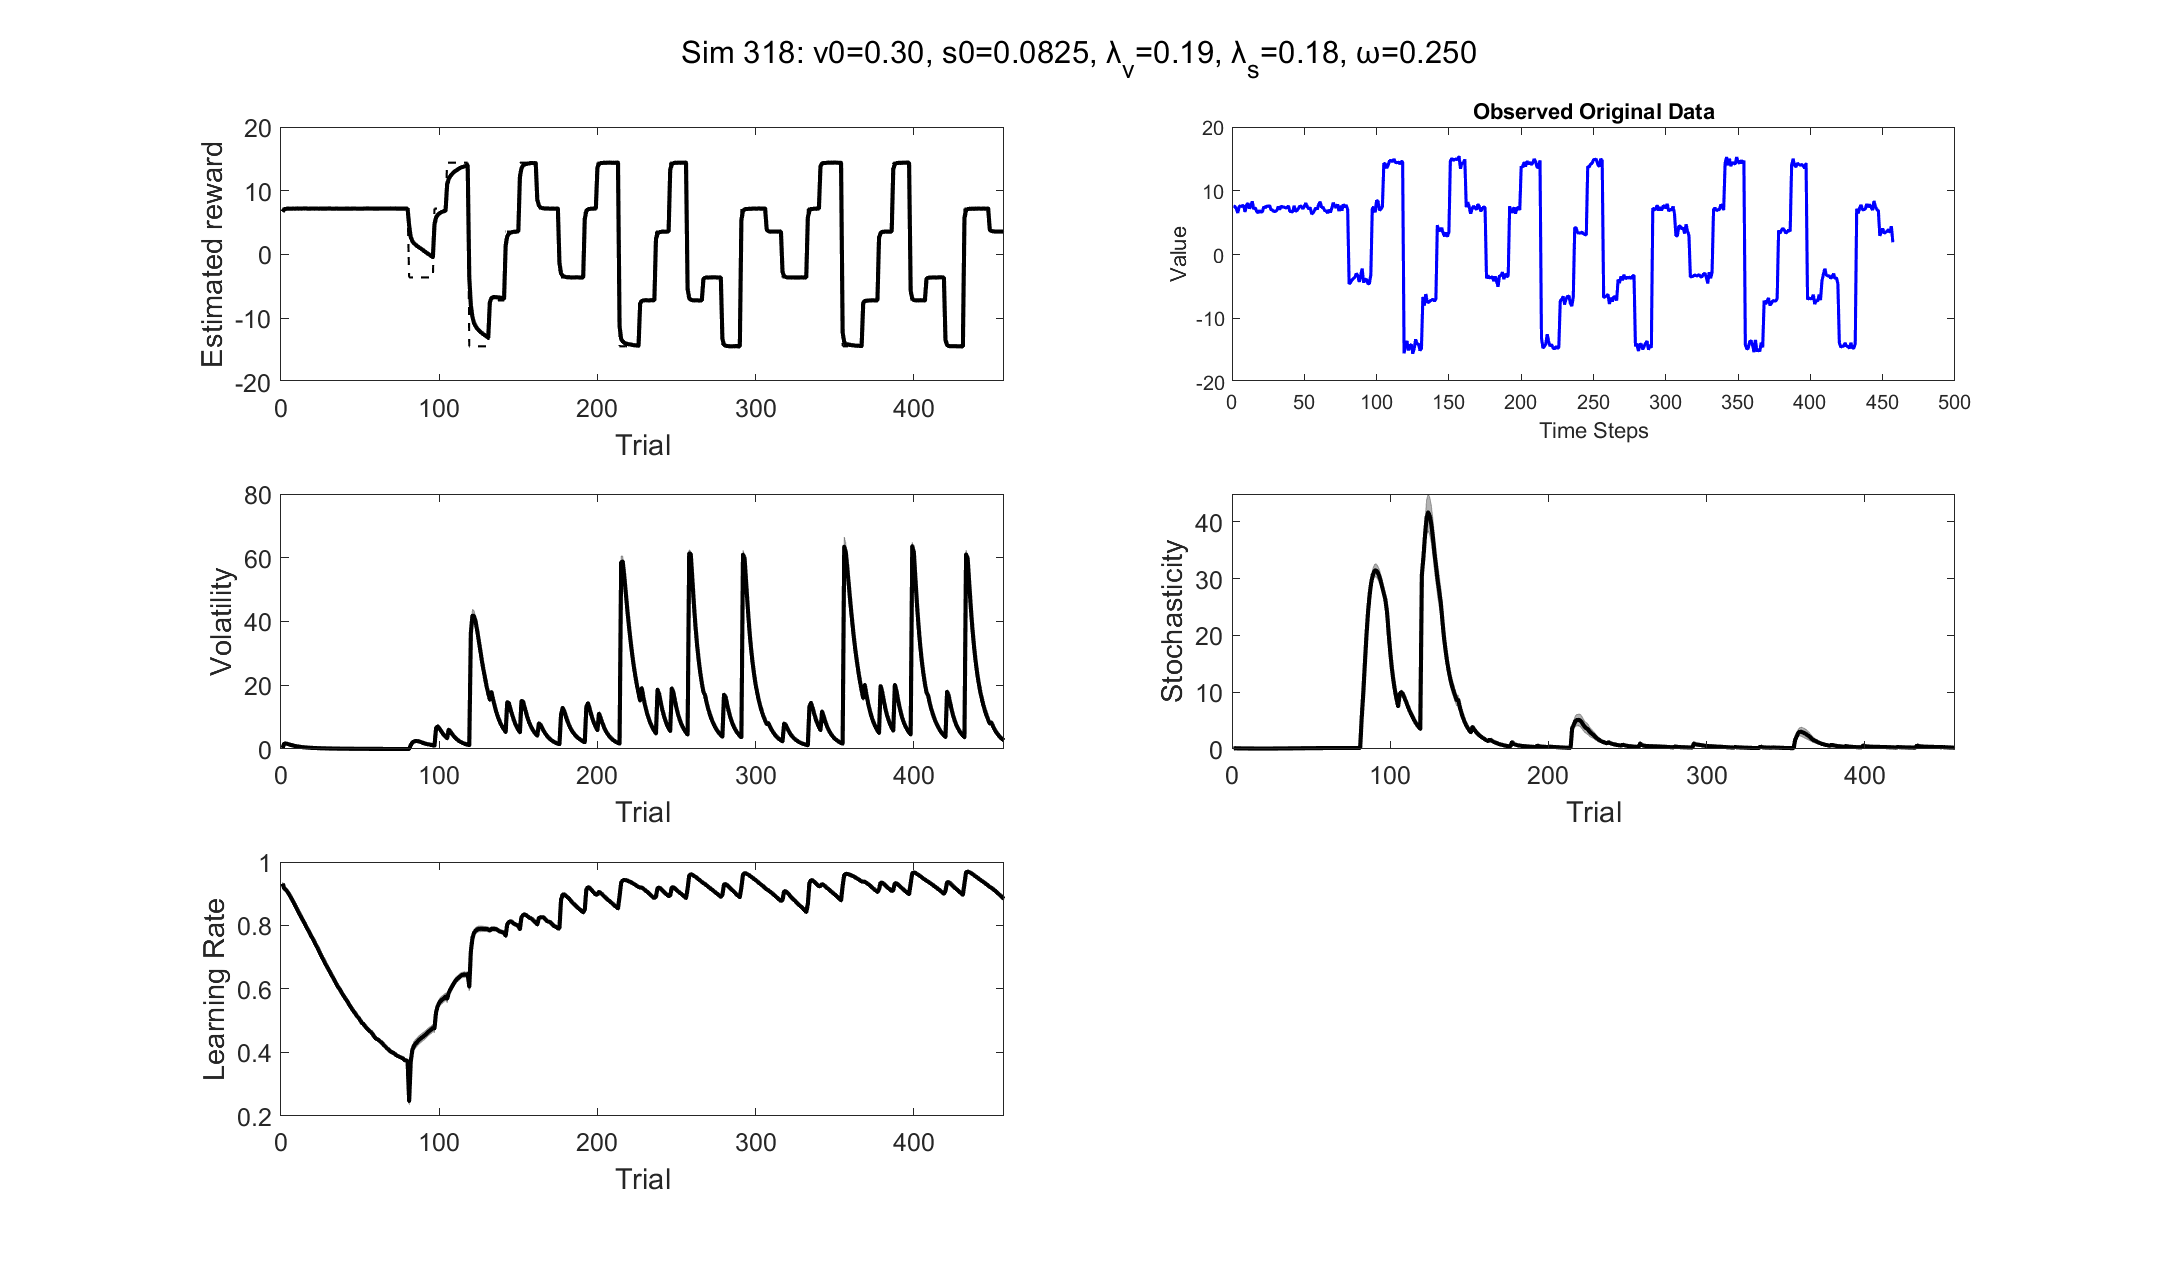 Sim 318: v0=0.30, s0=0.0825, λv=0.19, λs=0.18, ω=0.250
Estimated reward
20
10
0
-10
-20
0 100 200 300 400
Trial
Observed Original Data
Value
20
10
0
-10
-20
0 50 100 150 200 250 300 350 400 450 500
Time Steps
Volatility
80
60
40
20
0
0 100 200 300 400
Trial
Stochasticity
40
30
20
10
0
0 100 200 300 400
Trial
Learning Rate
1
0.8
0.6
0.4
0.2
0 100 200 300 400
Trial